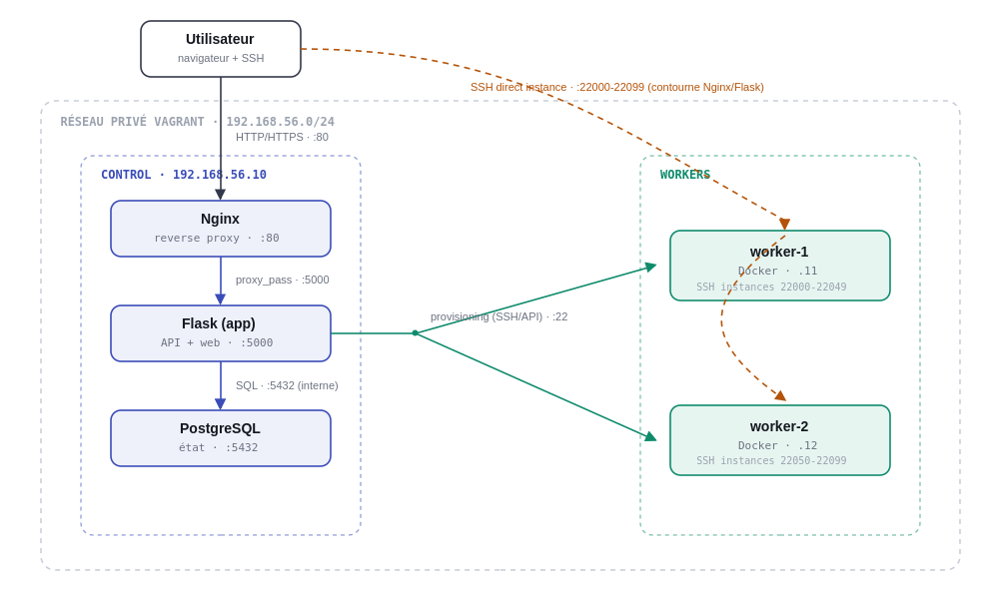 Utilisateur
navigateur + SSH
SSH direct instance · :22000-22099 (contourne Nginx/Flask)
RÉSEAU PRIVÉ VAGRANT · 192.168.56.0/24
HTTP/HTTPS · :80
CONTROL · 192.168.56.10
WORKERS
Nginx
reverse proxy · :80
worker-1
Docker · .11
SSH instances 22000-22049
proxy_pass · :5000
Flask (app)
API + web · :5000
provisioning (SSH/API) · :22
SQL · :5432 (interne)
PostgreSQL
état · :5432
worker-2
Docker · .12
SSH instances 22050-22099